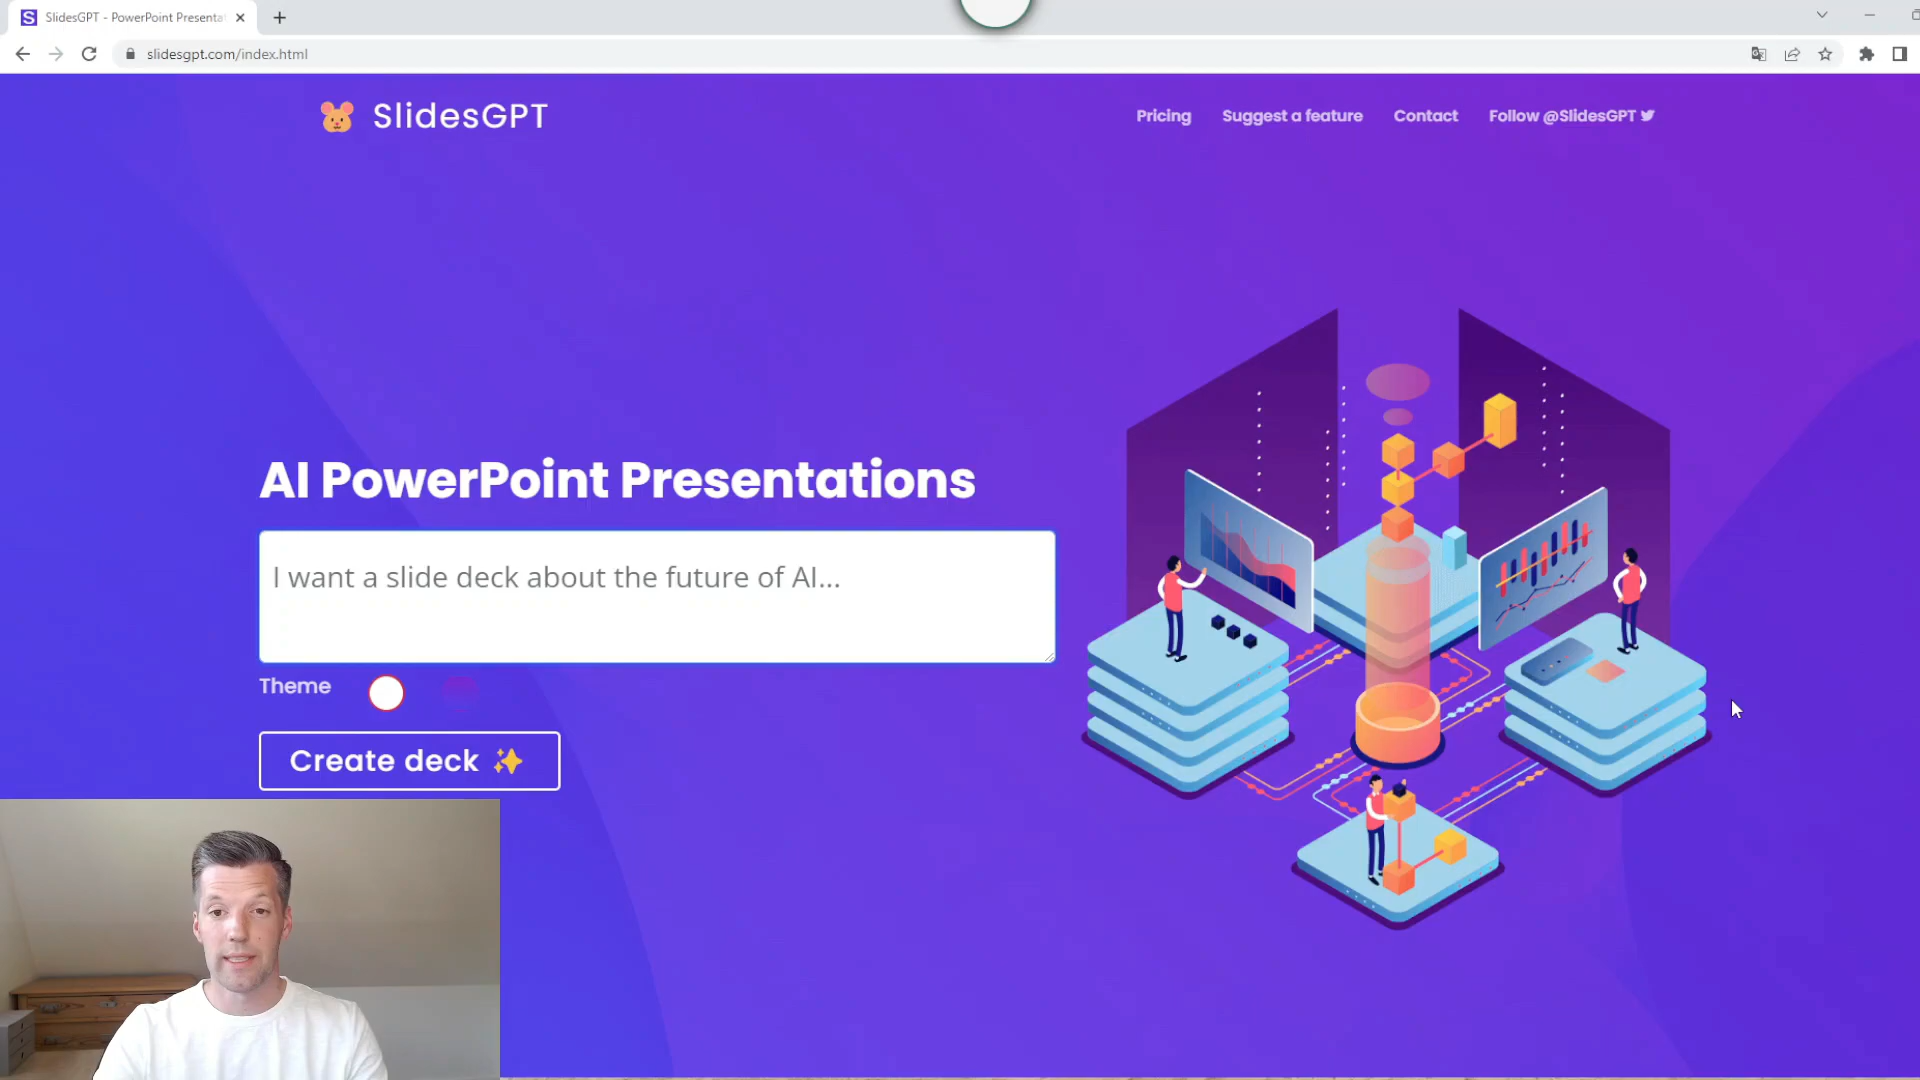 SlidesGPT - PowerPoint Presenta
slidesgpt.com/index.html
SlidesGPT
Pricing
Suggest a feature
Contact
Follow @SlidesGPT
AI PowerPoint Presentations
I want a slide deck about the future of AI...
Theme
Create deck ✨